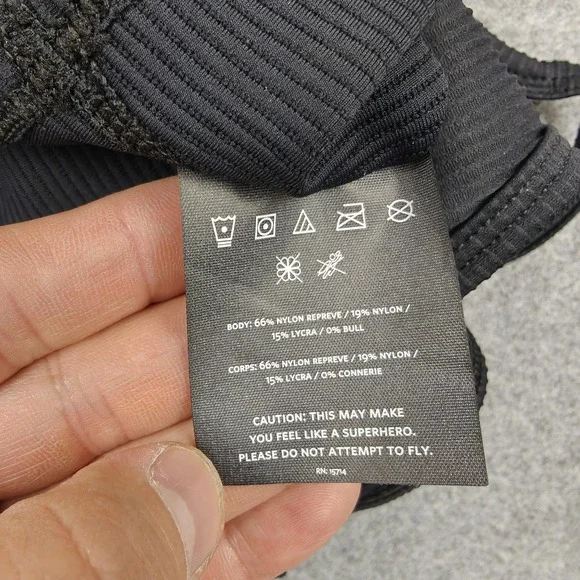 BODY: 66% NYLON REPREVE / 19% NYLON /
15% LYCRA / 0% BULL
CORPS: 66% NYLON REPREVE / 19% NYLON /
15% LYCRA / 0% CONNERIE
CAUTION: THIS MAY MAKE
YOU FEEL LIKE A SUPERHERO.
PLEASE DO NOT ATTEMPT TO FLY.
RN: 15714